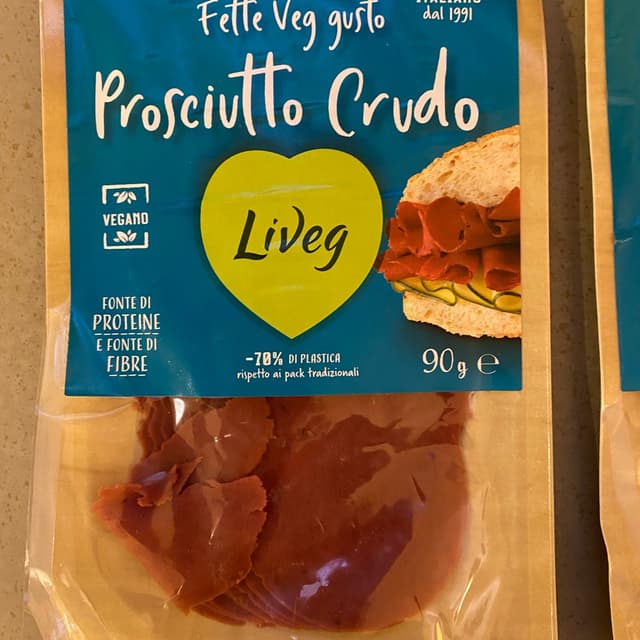 Fette Veg gusto
ITALIANO
dal 1991
Prosciutto Crudo
VEGANO
Liveg
FONTE DI
PROTEINE
E FONTE DI
FIBRE
-70% DI PLASTICA
rispetto ai pack tradizionali
90g e